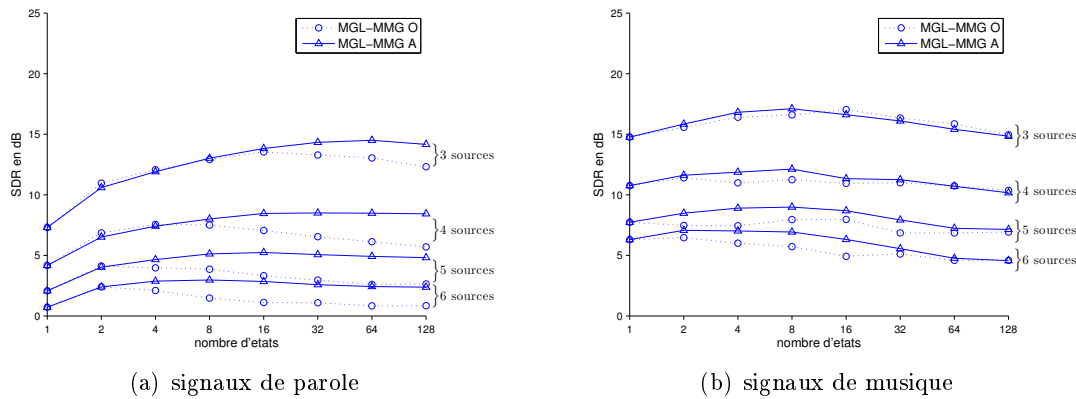 25
20
15
10
5
0
SDR en dB
MGL−MMG O
MGL−MMG A
3 sources
4 sources
5 sources
6 sources
1 2 4 8 16 32 64 128
nombre d'etats
(a) signaux de parole
25
20
15
10
5
0
SDR en dB
MGL−MMG O
MGL−MMG A
3 sources
4 sources
5 sources
6 sources
1 2 4 8 16 32 64 128
nombre d'etats
(b) signaux de musique